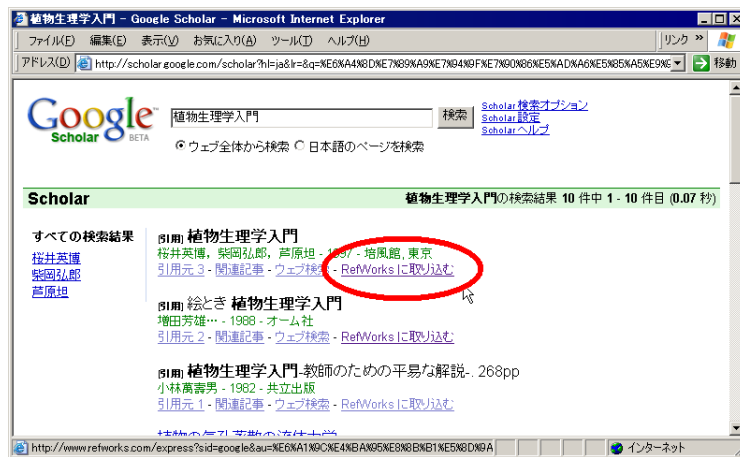 植物生理学入門 - Google Scholar - Microsoft Internet Explorer
ファイル(F) 編集(E) 表示(V) お気に入り(A) ツール(T) ヘルプ(H) リンク »
アドレス(D) http://scholar.google.com/scholar?hl=ja&lr=&q=%E6%A4%8D%E7%89%A9%E7%94%9F%E7%90%86%E5%AD%A6%E5%85%A5%E9%6 移動
Google Scholar BETA
植物生理学入門 検索
Scholar 検索オプション
Scholar 設定
Scholar ヘルプ
ウェブ全体から検索 日本語のページを検索
Scholar 植物生理学入門の検索結果 10 件中 1 - 10 件目 (0.07 秒)
すべての検索結果
桜井英博
柴岡弘郎
芦原坦
[引用] 植物生理学入門
桜井英博, 柴岡弘郎, 芦原坦 - 1997 - 培風館, 東京
引用元 3 - 関連記事 - ウェブ検索 - RefWorks に取り込む
[引用] 絵とき 植物生理学入門
増田芳雄… - 1988 - オーム社
引用元 2 - 関連記事 - ウェブ検索 - RefWorks に取り込む
[引用] 植物生理学入門-教師のための平易な解説-. 268pp
小林萬壽男 - 1982 - 共立出版
引用元 1 - 関連記事 - ウェブ検索 - RefWorks に取り込む
http://www.refworks.com/express?sid=google&au=%E6%A1%9C%E4%BA%95%E8%8B%B1%E5%8D%9A インターネット